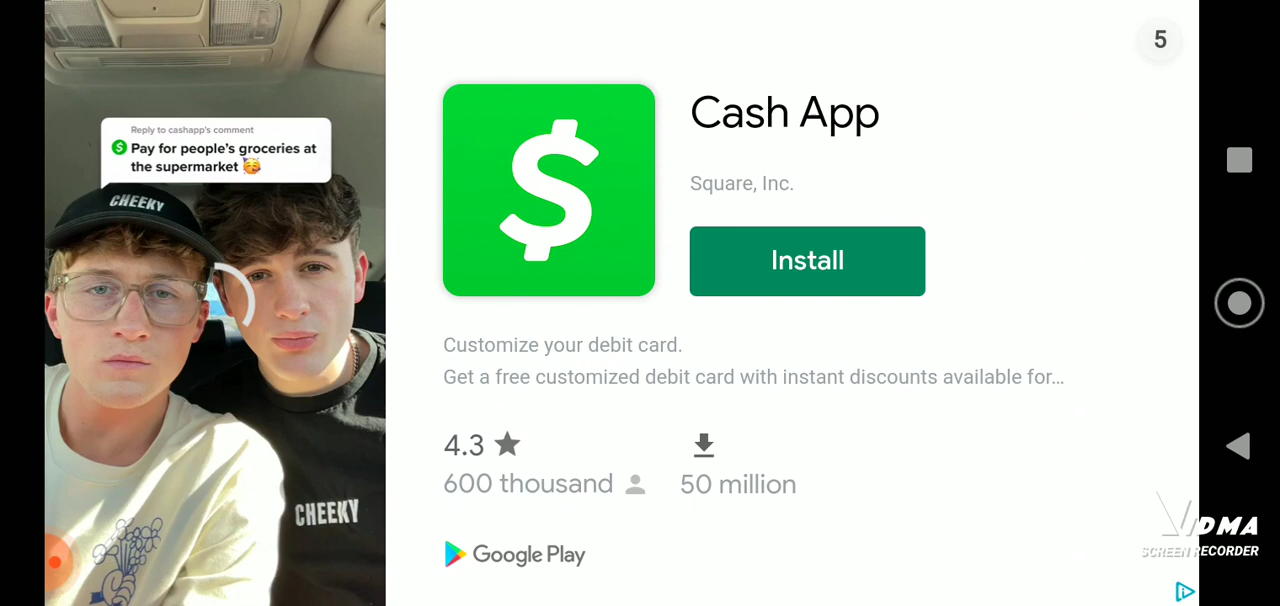 Reply to cashapp's comment
Pay for people's groceries at
the supermarket 🥳
CHEEKY
CHEEKY
5
$
Cash App
Square, Inc.
Install
Customize your debit card.
Get a free customized debit card with instant discounts available for...
4.3 ★
600 thousand
50 million
Google Play
VDMA
SCREEN RECORDER